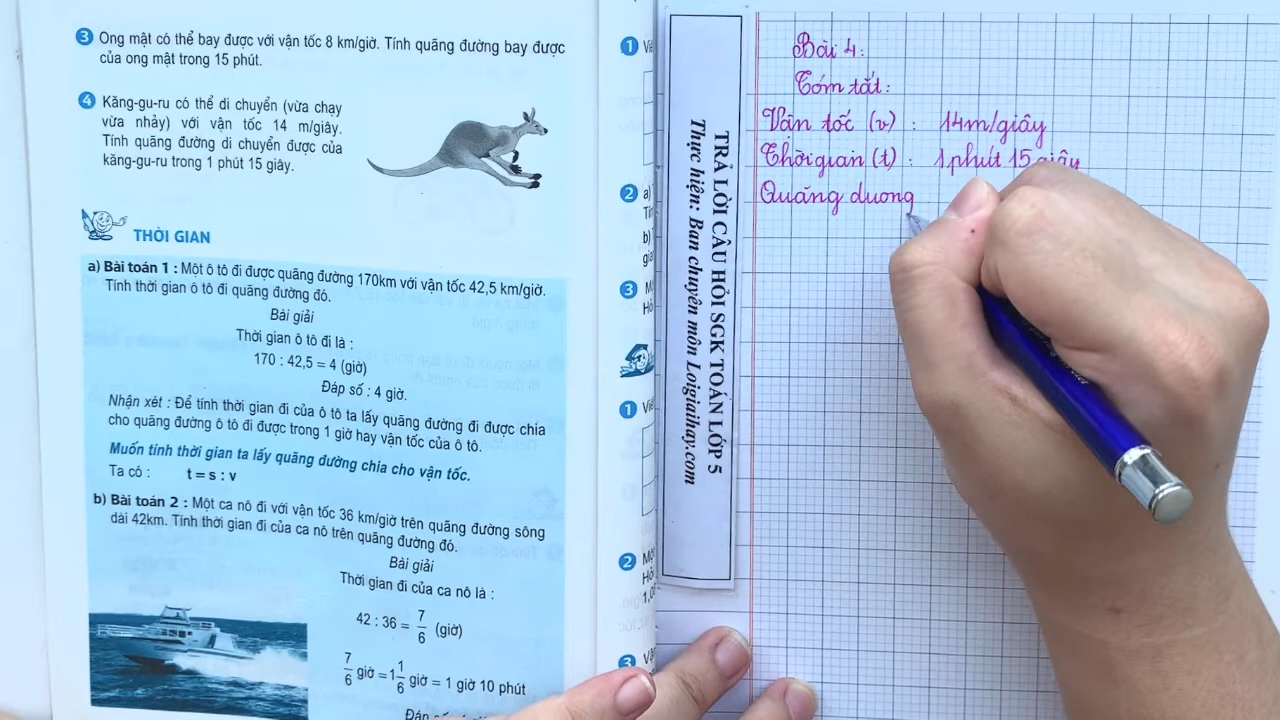 3 Ong mật có thể bay được với vận tốc 8 km/giờ. Tính quãng đường bay được
của ong mật trong 15 phút.
4 Kăng-gu-ru có thể di chuyển (vừa chạy
vừa nhảy) với vận tốc 14 m/giây.
Tính quãng đường di chuyển được của
kăng-gu-ru trong 1 phút 15 giây.
THỜI GIAN
a) Bài toán 1 : Một ô tô đi được quãng đường 170km với vận tốc 42,5 km/giờ.
Tính thời gian ô tô đi quãng đường đó.
Bài giải
Thời gian ô tô đi là :
170 : 42,5 = 4 (giờ)
Đáp số : 4 giờ.
Nhận xét : Để tính thời gian đi của ô tô ta lấy quãng đường đi được chia
cho quãng đường ô tô đi được trong 1 giờ hay vận tốc của ô tô.
Muốn tính thời gian ta lấy quãng đường chia cho vận tốc.
Ta có : t = s : v
b) Bài toán 2 : Một ca nô đi với vận tốc 36 km/giờ trên quãng đường sông
dài 42km. Tính thời gian đi của ca nô trên quãng đường đó.
Bài giải
Thời gian đi của ca nô là :
42 : 36 = 7/6 (giờ)
7/6 giờ = 1 1/6 giờ = 1 giờ 10 phút
1
2 a)
b)
3
1
2
3
TRẢ LỜI CÂU HỎI SGK TOÁN LỚP 5
Thực hiện: Ban chuyên môn Loigiaihay.com
Bài 4:
Tóm tắt:
Vận tốc (v) : 14m/giây
Thời gian (t) : 1 phút 15 giây
Quãng duong